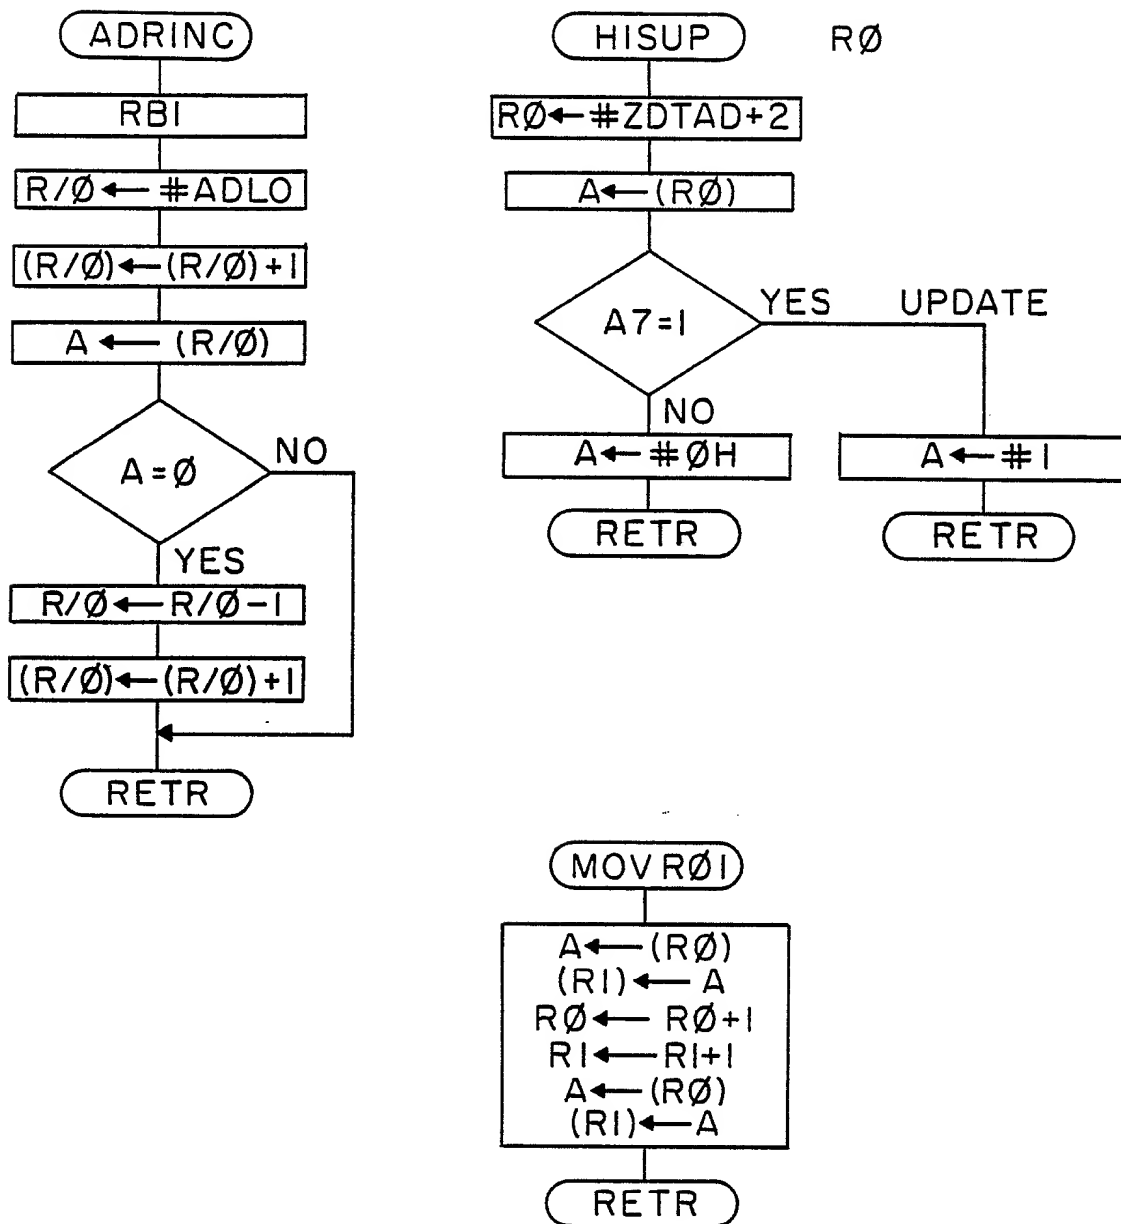 ADRINC
RBI
R/Ø ← #ADLO
(R/Ø) ← (R/Ø)+1
A ← (R/Ø)
A=Ø
NO
YES
R/Ø ← R/Ø-1
(R/Ø) ← (R/Ø)+1
RETR
HISUP
RØ
RØ ← #ZDTAD+2
A ← (RØ)
A7=1
YES
UPDATE
NO
A ← #ØH
RETR
A ← #1
RETR
MOV RØ1
A ← (RØ)
(R1) ← A
RØ ← RØ+1
R1 ← R1+1
A ← (RØ)
(R1) ← A
RETR